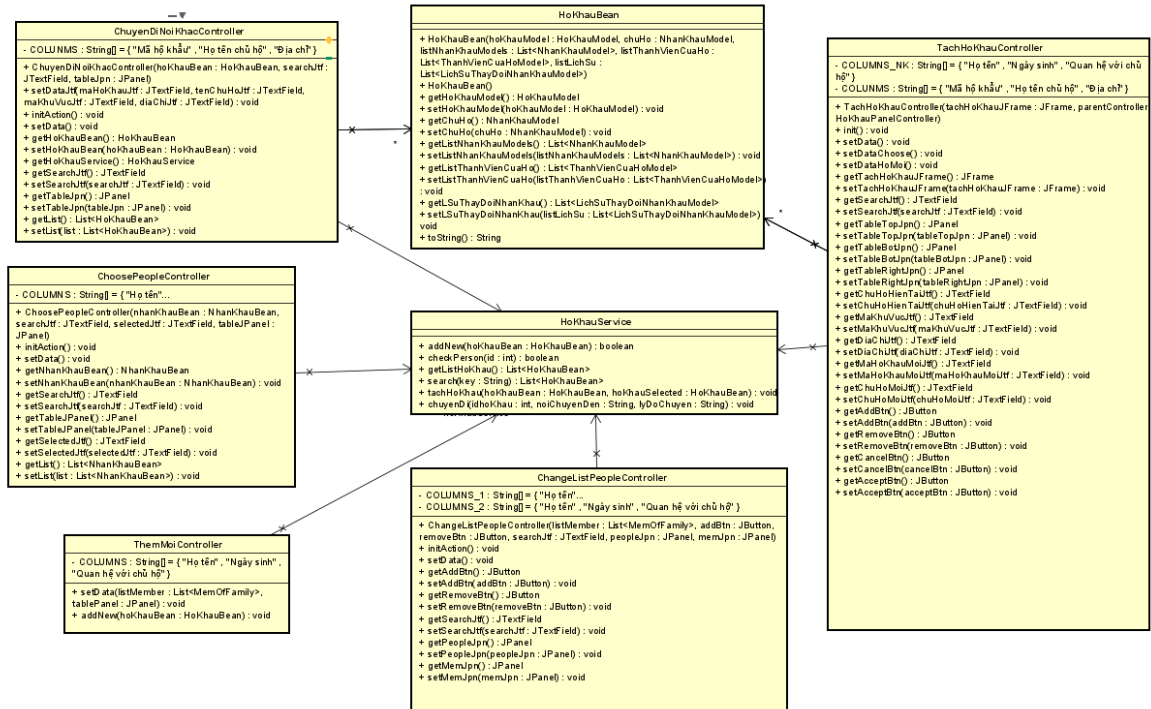 ChuyenDiNoiKhacController
- COLUNMS : String[] = { "Mã hộ khẩu" , "Họ tên chủ hộ" , "Địa chỉ" }
+ ChuyenDiNoiKhacController(hoKhauBean : HoKhauBean, searchJtf :
JTextField, tableJpn : JPanel)
+ setDataJtf(maHoKhauJtf : JTextField, tenChuHoJtf : JTextField,
maKhuVucJtf : JTextField, diaChiJtf : JTextField) : void
+ initAction() : void
+ setData() : void
+ getHoKhauBean() : HoKhauBean
+ setHoKhauBean(hoKhauBean : HoKhauBean) : void
+ getHoKhauService() : HoKhauService
+ getSearchJtf() : JTextField
+ setSearchJtf(searchJtf : JTextField) : void
+ getTableJpn() : JPanel
+ setTableJpn(tableJpn : JPanel) : void
+ getList() : List<HoKhauBean>
+ setList(list : List<HoKhauBean>) : void
HoKhauBean
+ HoKhauBean(hoKhauModel : HoKhauModel, chuHo : NhanKhauModel,
listNhanKhauModels : List<NhanKhauModel>, listThanhVienCuaHo :
List<ThanhVienCuaHoModel>, listLichSu :
List<LichSuThayDoiNhanKhauModel>)
+ HoKhauBean()
+ getHoKhauModel() : HoKhauModel
+ setHoKhauModel(hoKhauModel : HoKhauModel) : void
+ getChuHo() : NhanKhauModel
+ setChuHo(chuHo : NhanKhauModel) : void
+ getListNhanKhauModels() : List<NhanKhauModel>
+ setListNhanKhauModels(listNhanKhauModels : List<NhanKhauModel>) : void
+ getListThanhVienCuaHo() : List<ThanhVienCuaHoModel>
+ setListThanhVienCuaHo(listThanhVienCuaHo : List<ThanhVienCuaHoModel>)
: void
+ getLSuThayDoiNhanKhau() : List<LichSuThayDoiNhanKhauModel>
+ setLSuThayDoiNhanKhau(listLichSu : List<LichSuThayDoiNhanKhauModel>) :
void
+ toString() : String
TachHoKhauController
- COLUMNS_NK : String[] = { "Họ tên" , "Ngày sinh" , "Quan hệ với chủ
hộ" }
- COLUMNS : String[] = { "Mã hộ khẩu" , "Họ tên chủ hộ" , "Địa chỉ" }
+ TachHoKhauController(tachHoKhauJFrame : JFrame, parentController :
HoKhauPanelController)
+ init() : void
+ setData() : void
+ setDataChoose() : void
+ setDataHoMoi() : void
+ getTachHoKhauJFrame() : JFrame
+ setTachHoKhauJFrame(tachHoKhauJFrame : JFrame) : void
+ getSearchJtf() : JTextField
+ setSearchJtf(searchJtf : JTextField) : void
+ getTableTopJpn() : JPanel
+ setTableTopJpn(tableTopJpn : JPanel) : void
+ getTableBotJpn() : JPanel
+ setTableBotJpn(tableBotJpn : JPanel) : void
+ getTableRightJpn() : JPanel
+ setTableRightJpn(tableRightJpn : JPanel) : void
+ getChuHoHienTaiJtf() : JTextField
+ setChuHoHienTaiJtf(chuHoHienTaiJtf : JTextField) : void
+ getMaKhuVucJtf() : JTextField
+ setMaKhuVucJtf(maKhuVucJtf : JTextField) : void
+ getDiaChiJtf() : JTextField
+ setDiaChiJtf(diaChiJtf : JTextField) : void
+ getMaHoKhauMoiJtf() : JTextField
+ setMaHoKhauMoiJtf(maHoKhauMoiJtf : JTextField) : void
+ getChuHoMoiJtf() : JTextField
+ setChuHoMoiJtf(chuHoMoiJtf : JTextField) : void
+ getAddBtn() : JButton
+ setAddBtn(addBtn : JButton) : void
+ getRemoveBtn() : JButton
+ setRemoveBtn(removeBtn : JButton) : void
+ getCancelBtn() : JButton
+ setCancelBtn(cancelBtn : JButton) : void
+ getAcceptBtn() : JButton
+ setAcceptBtn(acceptBtn : JButton) : void
ChoosePeopleController
- COLUMNS : String[] = { "Họ tên"...
+ ChoosePeopleController(nhanKhauBean : NhanKhauBean,
searchJtf : JTextField, selectedJtf : JTextField, tableJPanel :
JPanel)
+ initAction() : void
+ setData() : void
+ getNhanKhauBean() : NhanKhauBean
+ setNhanKhauBean(nhanKhauBean : NhanKhauBean) : void
+ getSearchJtf() : JTextField
+ setSearchJtf(searchJtf : JTextField) : void
+ getTableJPanel() : JPanel
+ setTableJPanel(tableJPanel : JPanel) : void
+ getSelectedJtf() : JTextField
+ setSelectedJtf(selectedJtf : JTextField) : void
+ getList() : List<NhanKhauBean>
+ setList(list : List<NhanKhauBean>) : void
HoKhauService
+ addNew(hoKhauBean : HoKhauBean) : boolean
+ checkPerson(id : int) : boolean
+ getListHoKhau() : List<HoKhauBean>
+ search(key : String) : List<HoKhauBean>
+ tachHoKhau(hoKhauBean : HoKhauBean, hoKhauSelected : HoKhauBean) : void
+ chuyenDi(idhoKhau : int, noiChuyenDen : String, lyDoChuyen : String) : void
ThemMoiController
- COLUMNS : String[] = { "Họ tên" , "Ngày sinh" ,
"Quan hệ với chủ hộ" }
+ setData(listMember : List<MemOfFamily>,
tablePanel : JPanel) : void
+ addNew(hoKhauBean : HoKhauBean) : void
ChangeListPeopleController
- COLUMNS_1 : String[] = { "Họ tên"...
- COLUMNS_2 : String[] = { "Họ tên" , "Ngày sinh" , "Quan hệ với chủ hộ" }
+ ChangeListPeopleController(listMember : List<MemOfFamily>, addBtn : JButton,
removeBtn : JButton, searchJtf : JTextField, peopleJpn : JPanel, memJpn : JPanel)
+ initAction() : void
+ setData() : void
+ getAddBtn() : JButton
+ setAddBtn(addBtn : JButton) : void
+ getRemoveBtn() : JButton
+ setRemoveBtn(removeBtn : JButton) : void
+ getSearchJtf() : JTextField
+ setSearchJtf(searchJtf : JTextField) : void
+ getPeopleJpn() : JPanel
+ setPeopleJpn(peopleJpn : JPanel) : void
+ getMemJpn() : JPanel
+ setMemJpn(memJpn : JPanel) : void